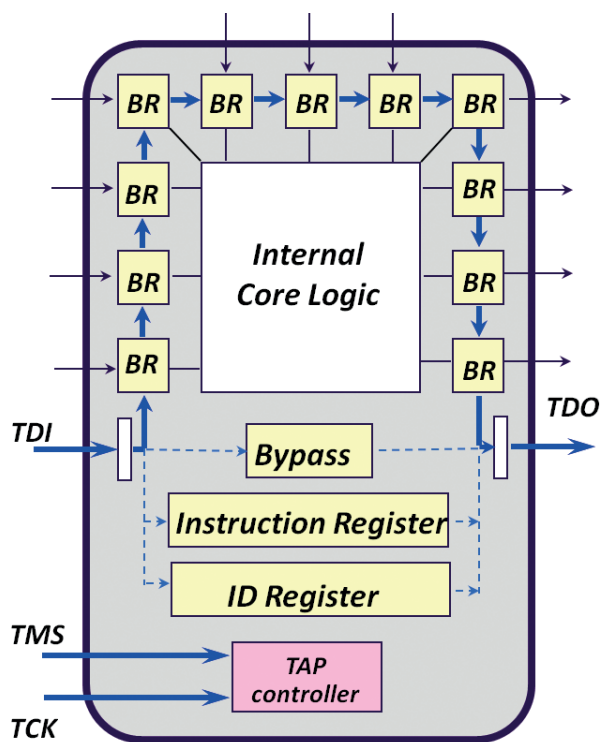 BR BR BR BR BR
BR BR
Internal
Core Logic
BR BR
BR BR
TDO
TDI
Bypass
Instruction Register
ID Register
TMS
TAP
controller
TCK